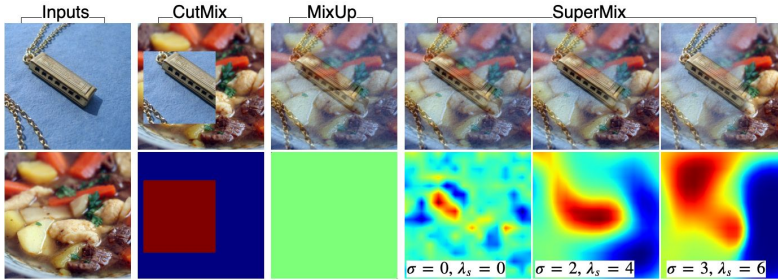 Inputs CutMix MixUp SuperMix
σ = 0, λₛ = 0 σ = 2, λₛ = 4 σ = 3, λₛ = 6